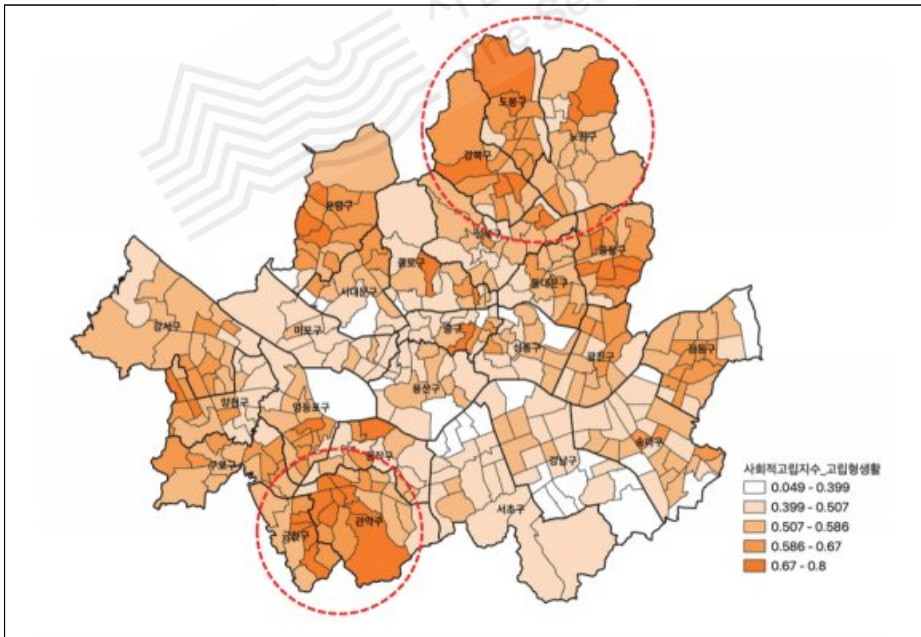 도봉구
노원구
강북구
은평구
성북구
중랑구
종로구
동대문구
서대문구
강서구
마포구
중구
성동구
광진구
강동구
용산구
양천구
영등포구
송파구
구로구
동작구
강남구
관악구
금천구
서초구
사회적고립지수_고립형생활
0.049 - 0.399
0.399 - 0.507
0.507 - 0.586
0.586 - 0.67
0.67 - 0.8
The Seo